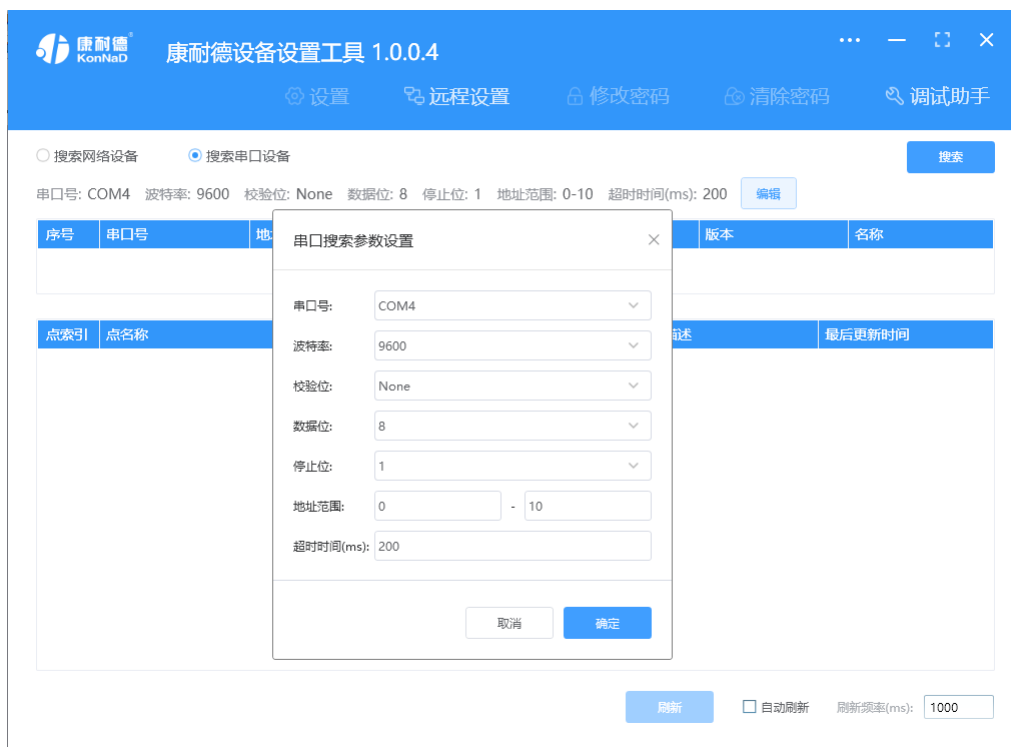 康耐德®
KonNaD
康耐德设备设置工具 1.0.0.4
设置 远程设置 修改密码 清除密码 调试助手
搜索网络设备 搜索串口设备 搜索
串口号: COM4 波特率: 9600 校验位: None 数据位: 8 停止位: 1 地址范围: 0-10 超时时间(ms): 200 编辑
序号 串口号 版本 名称
串口搜索参数设置
串口号: COM4
点索引 点名称 最后更新时间
波特率: 9600
校验位: None
数据位: 8
停止位: 1
地址范围: 0 - 10
超时时间(ms): 200
取消 确定
刷新 自动刷新 刷新频率(ms): 1000